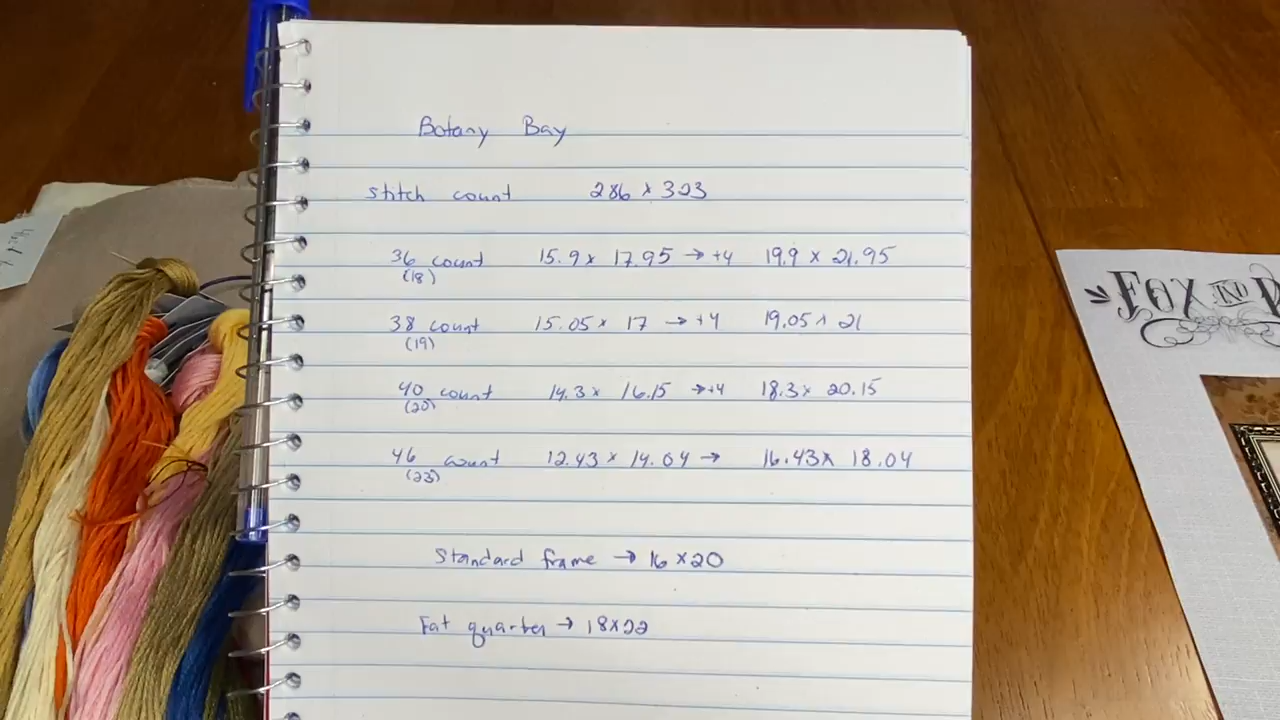 Botany Bay
stitch count 286 x 323
36 count 15.9 x 17.95 → +4 19.9 x 21.95
(18)
38 count 15.05 x 17 → +4 19.05 x 21
(19)
40 count 14.3 x 16.15 → +4 18.3 x 20.15
(20)
46 count 12.43 x 14.04 → 16.43 x 18.04
(23)
Standard frame → 16 x 20
Fat quarter → 18 x 22
FOX AND